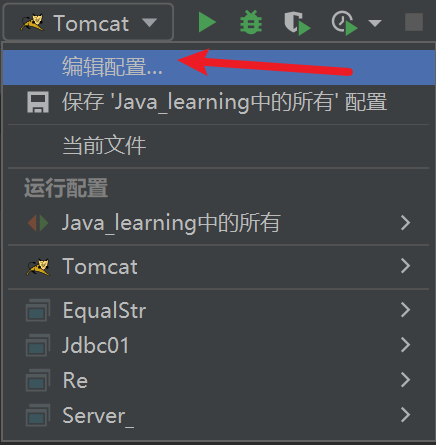 Tomcat
编辑配置...
保存 'Java_learning中的所有' 配置
当前文件
运行配置
Java_learning中的所有
Tomcat
EqualStr
Jdbc01
Re
Server_